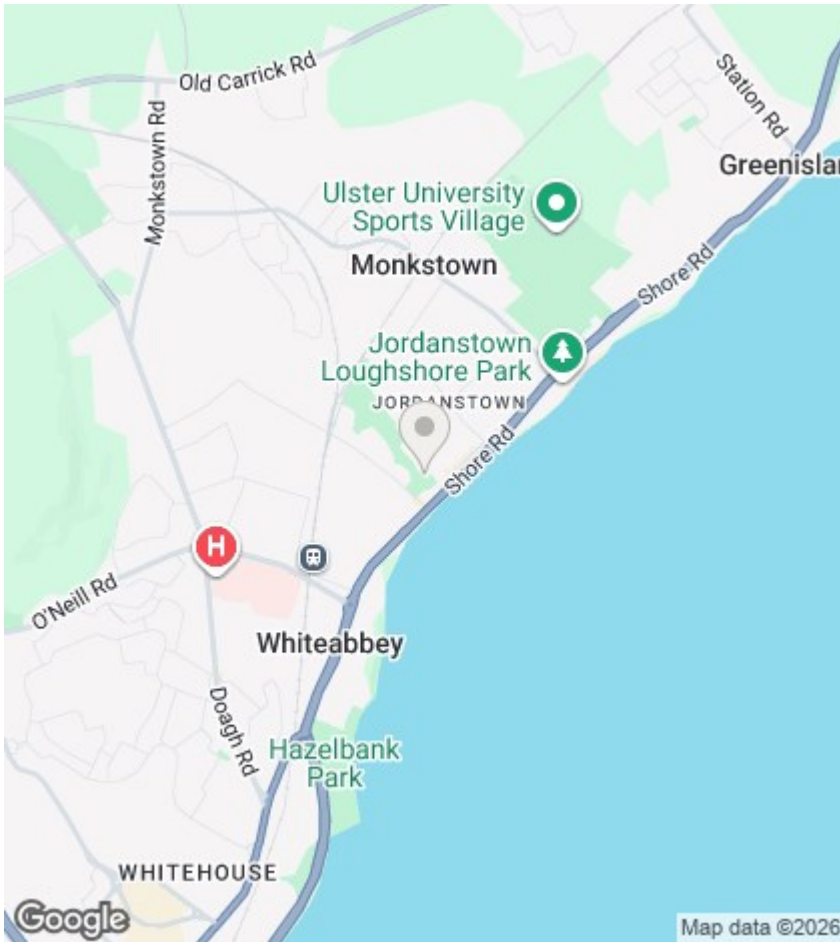 Old Carrick Rd
Station Rd
Monkstown Rd
Greenislan
Ulster University
Sports Village
Monkstown
Shore Rd
Jordanstown
Loughshore Park
JORDANSTOWN
Shore Rd
H
O'Neill Rd
Whiteabbey
Doagh Rd
Hazelbank
Park
WHITEHOUSE
Google
Map data ©2026